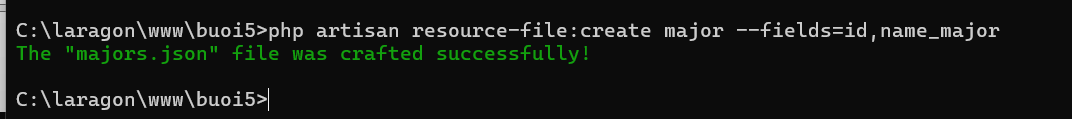 C:\laragon\www\buoi5>php artisan resource-file:create major --fields=id,name_major
The "majors.json" file was crafted successfully!
C:\laragon\www\buoi5>